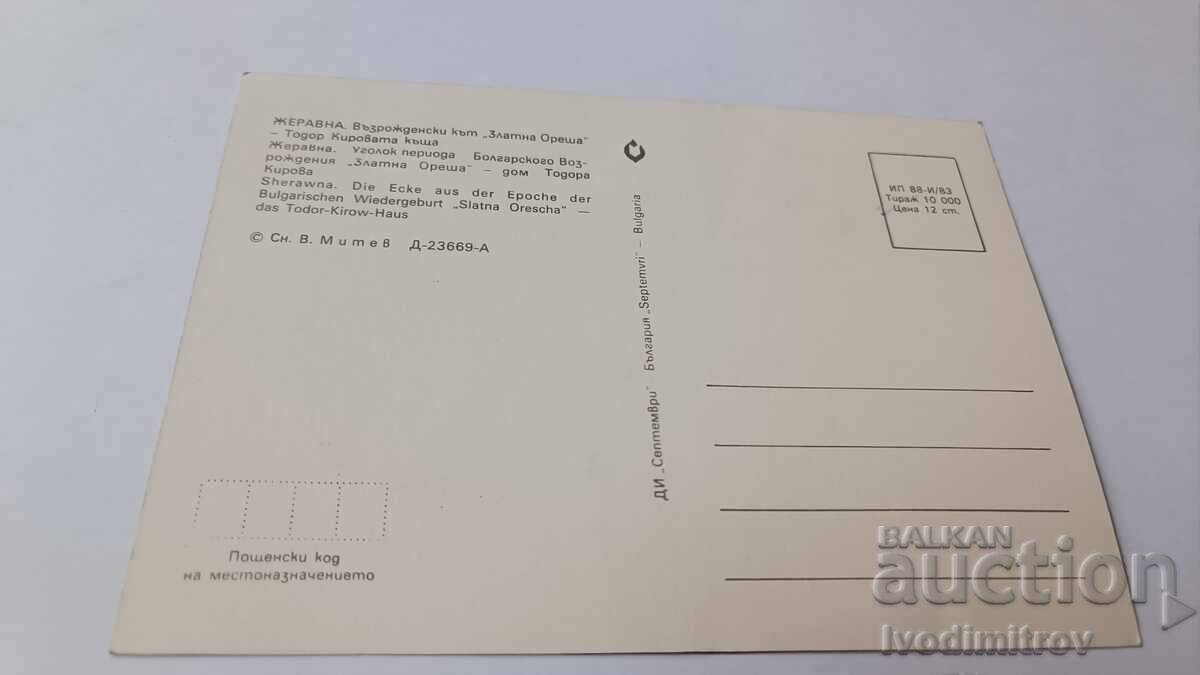 ЖЕРАВНА. Възрожденски кът „Златна Ореша"
– Тодор Кировата къща
Жеравна. Уголок периода Болгарского Воз-
рождения „Златна Ореша" – дом Тодора
Кирова
Sherawna. Die Ecke aus der Epoche der
Bulgarischen Wiedergeburt „Slatna Orescha" —
das Todor-Kirow-Haus
© Сн. В. Митев Д-23669-А
ДИ „Септември" България „Septemvri" – Bulgaria
ИП 88-И/83
Тираж 10 000
Цена 12 ст.
Пощенски код
на местоназначението
BALKAN
auction
Ivodimitrov